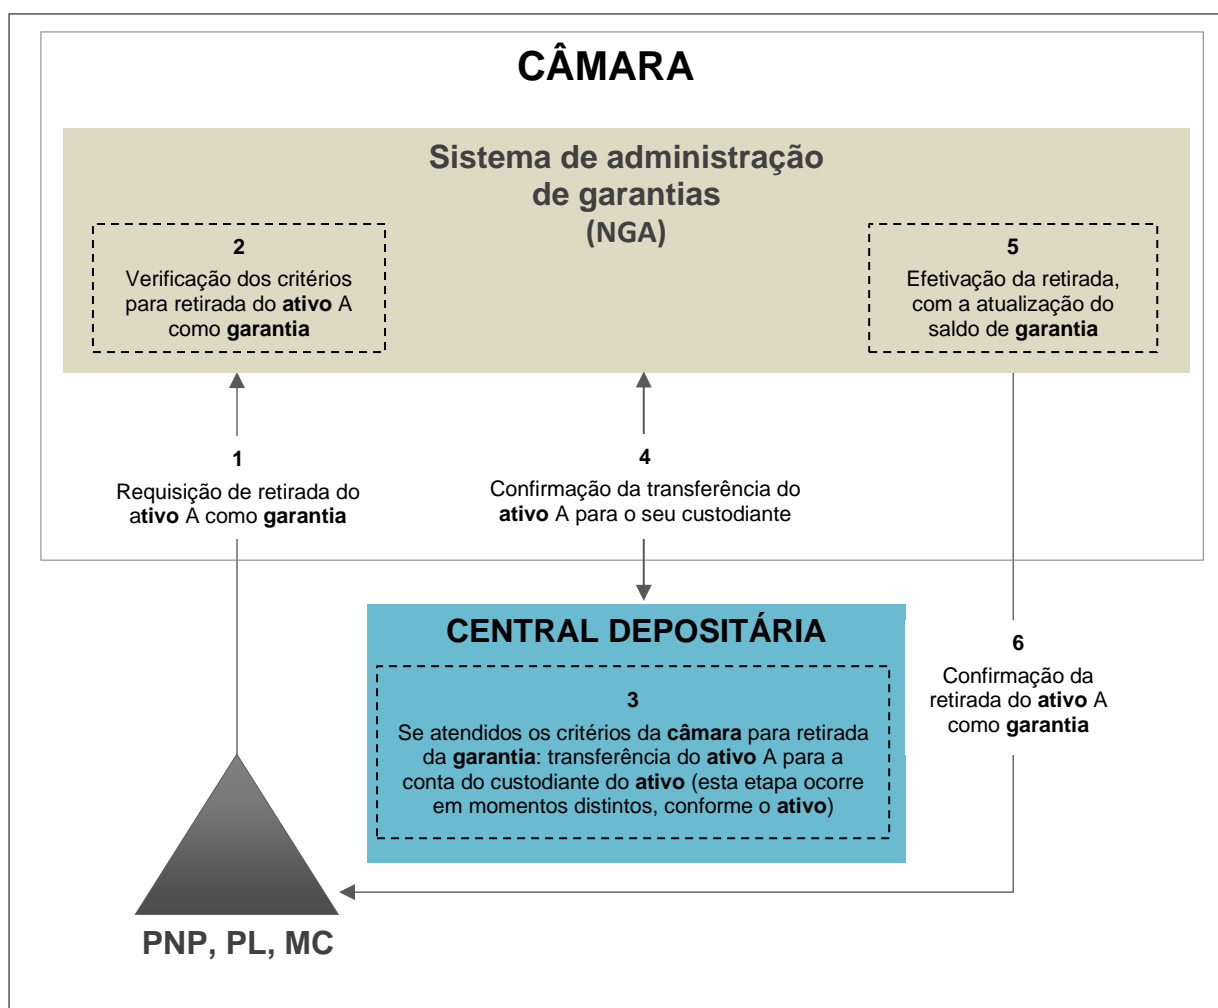 CÂMARA
Sistema de administração
de garantias
(NGA)
2
Verificação dos critérios
para retirada do ativo A
como garantia
5
Efetivação da retirada,
com a atualização do
saldo de garantia
1
Requisição de retirada do
ativo A como garantia
4
Confirmação da transferência do
ativo A para o seu custodiante
CENTRAL DEPOSITÁRIA
3
Se atendidos os critérios da câmara para retirada
da garantia: transferência do ativo A para a
conta do custodiante do ativo (esta etapa ocorre
em momentos distintos, conforme o ativo)
6
Confirmação da
retirada do ativo A
como garantia
PNP, PL, MC